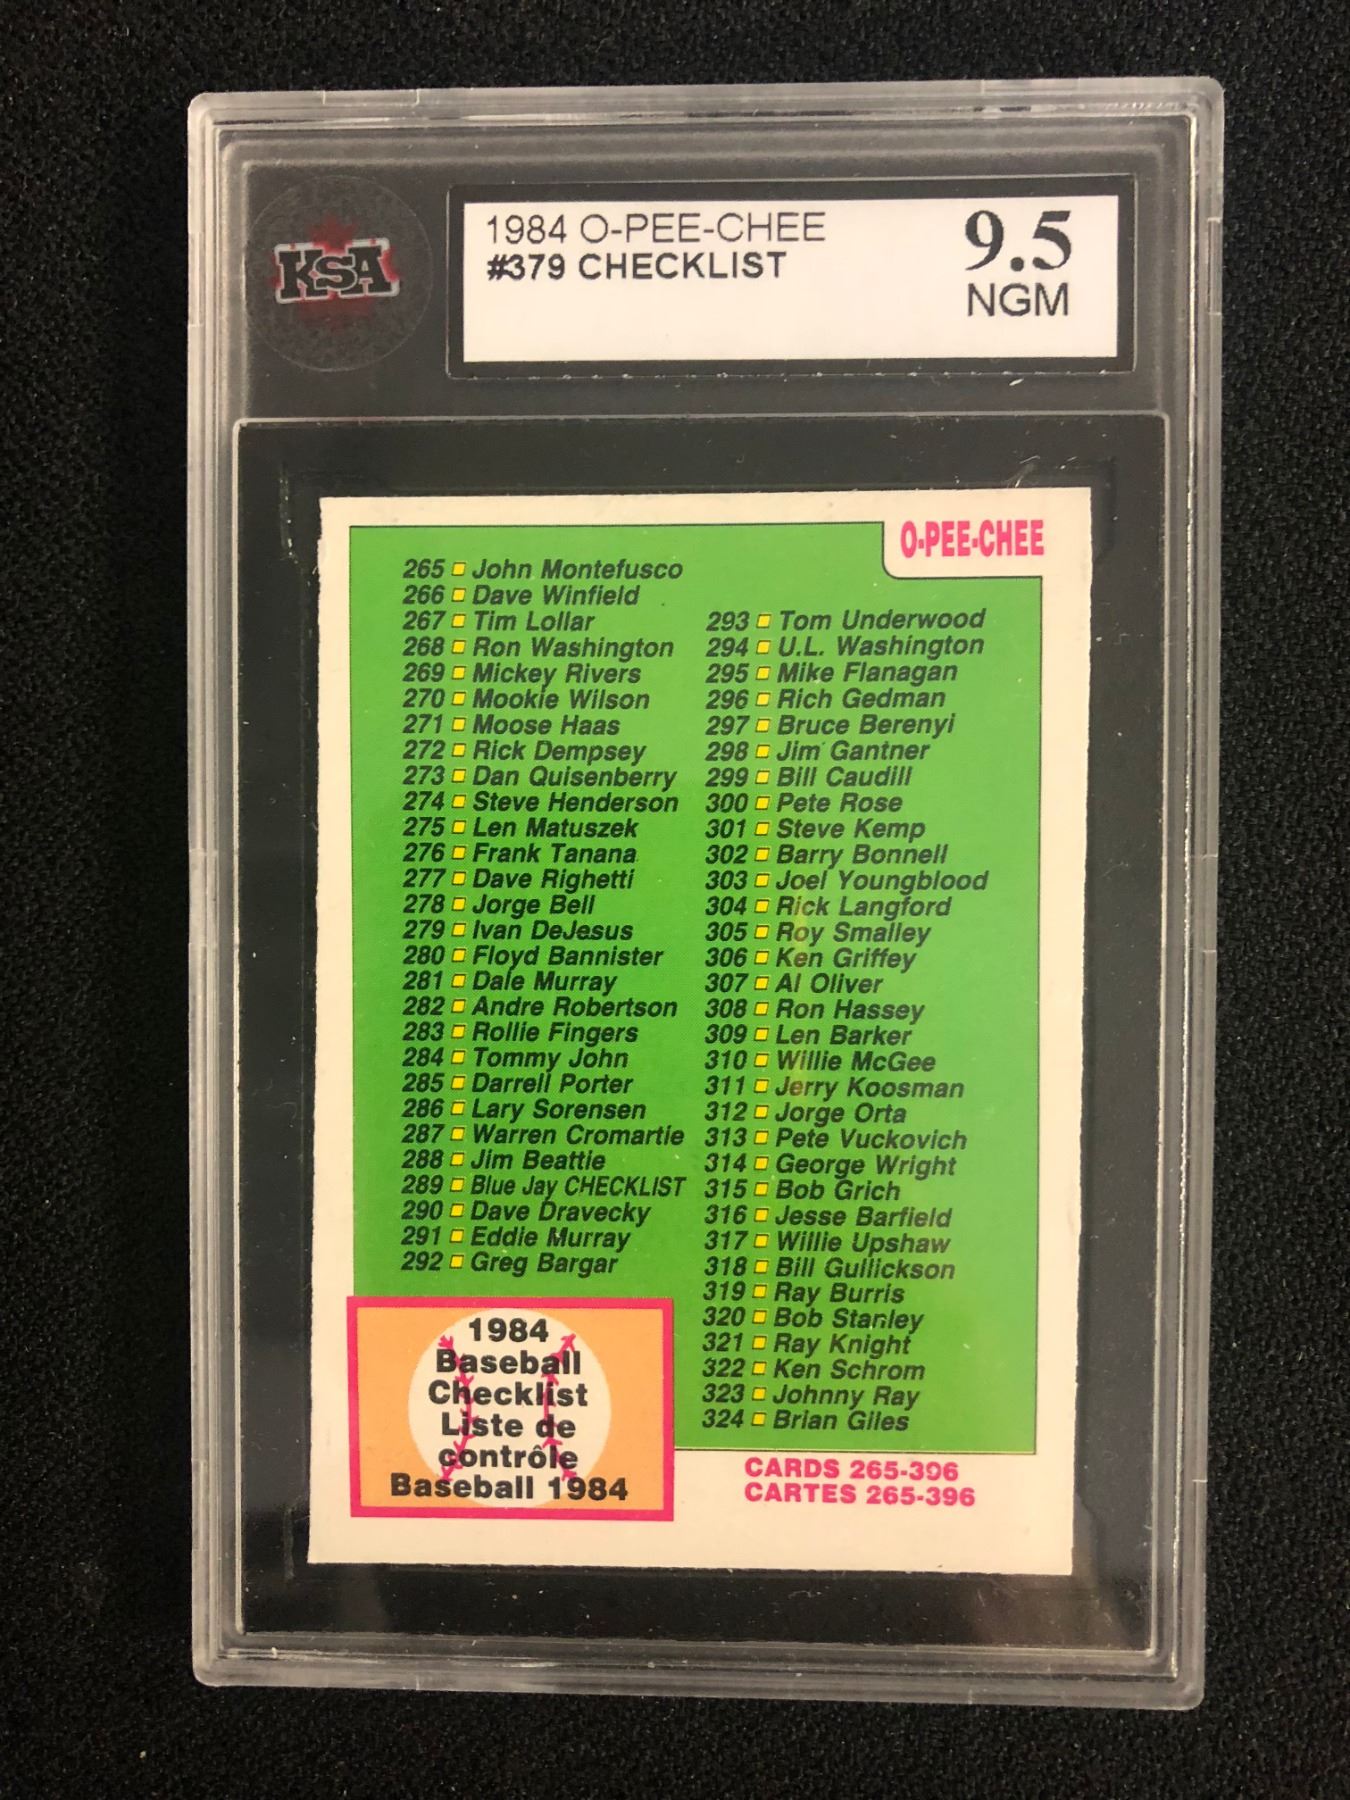 KSA
1984 O-PEE-CHEE
#379 CHECKLIST
9.5
NGM
O-PEE-CHEE
265 John Montefusco
266 Dave Winfield
267 Tim Lollar
268 Ron Washington
269 Mickey Rivers
270 Mookie Wilson
271 Moose Haas
272 Rick Dempsey
273 Dan Quisenberry
274 Steve Henderson
275 Len Matuszek
276 Frank Tanana
277 Dave Righetti
278 Jorge Bell
279 Ivan DeJesus
280 Floyd Bannister
281 Dale Murray
282 Andre Robertson
283 Rollie Fingers
284 Tommy John
285 Darrell Porter
286 Lary Sorensen
287 Warren Cromartie
288 Jim Beattie
289 Blue Jay CHECKLIST
290 Dave Dravecky
291 Eddie Murray
292 Greg Bargar
293 Tom Underwood
294 U.L. Washington
295 Mike Flanagan
296 Rich Gedman
297 Bruce Berenyi
298 Jim Gantner
299 Bill Caudill
300 Pete Rose
301 Steve Kemp
302 Barry Bonnell
303 Joel Youngblood
304 Rick Langford
305 Roy Smalley
306 Ken Griffey
307 Al Oliver
308 Ron Hassey
309 Len Barker
310 Willie McGee
311 Jerry Koosman
312 Jorge Orta
313 Pete Vuckovich
314 George Wright
315 Bob Grich
316 Jesse Barfield
317 Willie Upshaw
318 Bill Gullickson
319 Ray Burris
320 Bob Stanley
321 Ray Knight
322 Ken Schrom
323 Johnny Ray
324 Brian Giles
1984
Baseball
Checklist
Liste de
contrôle
Baseball 1984
CARDS 265-396
CARTES 265-396